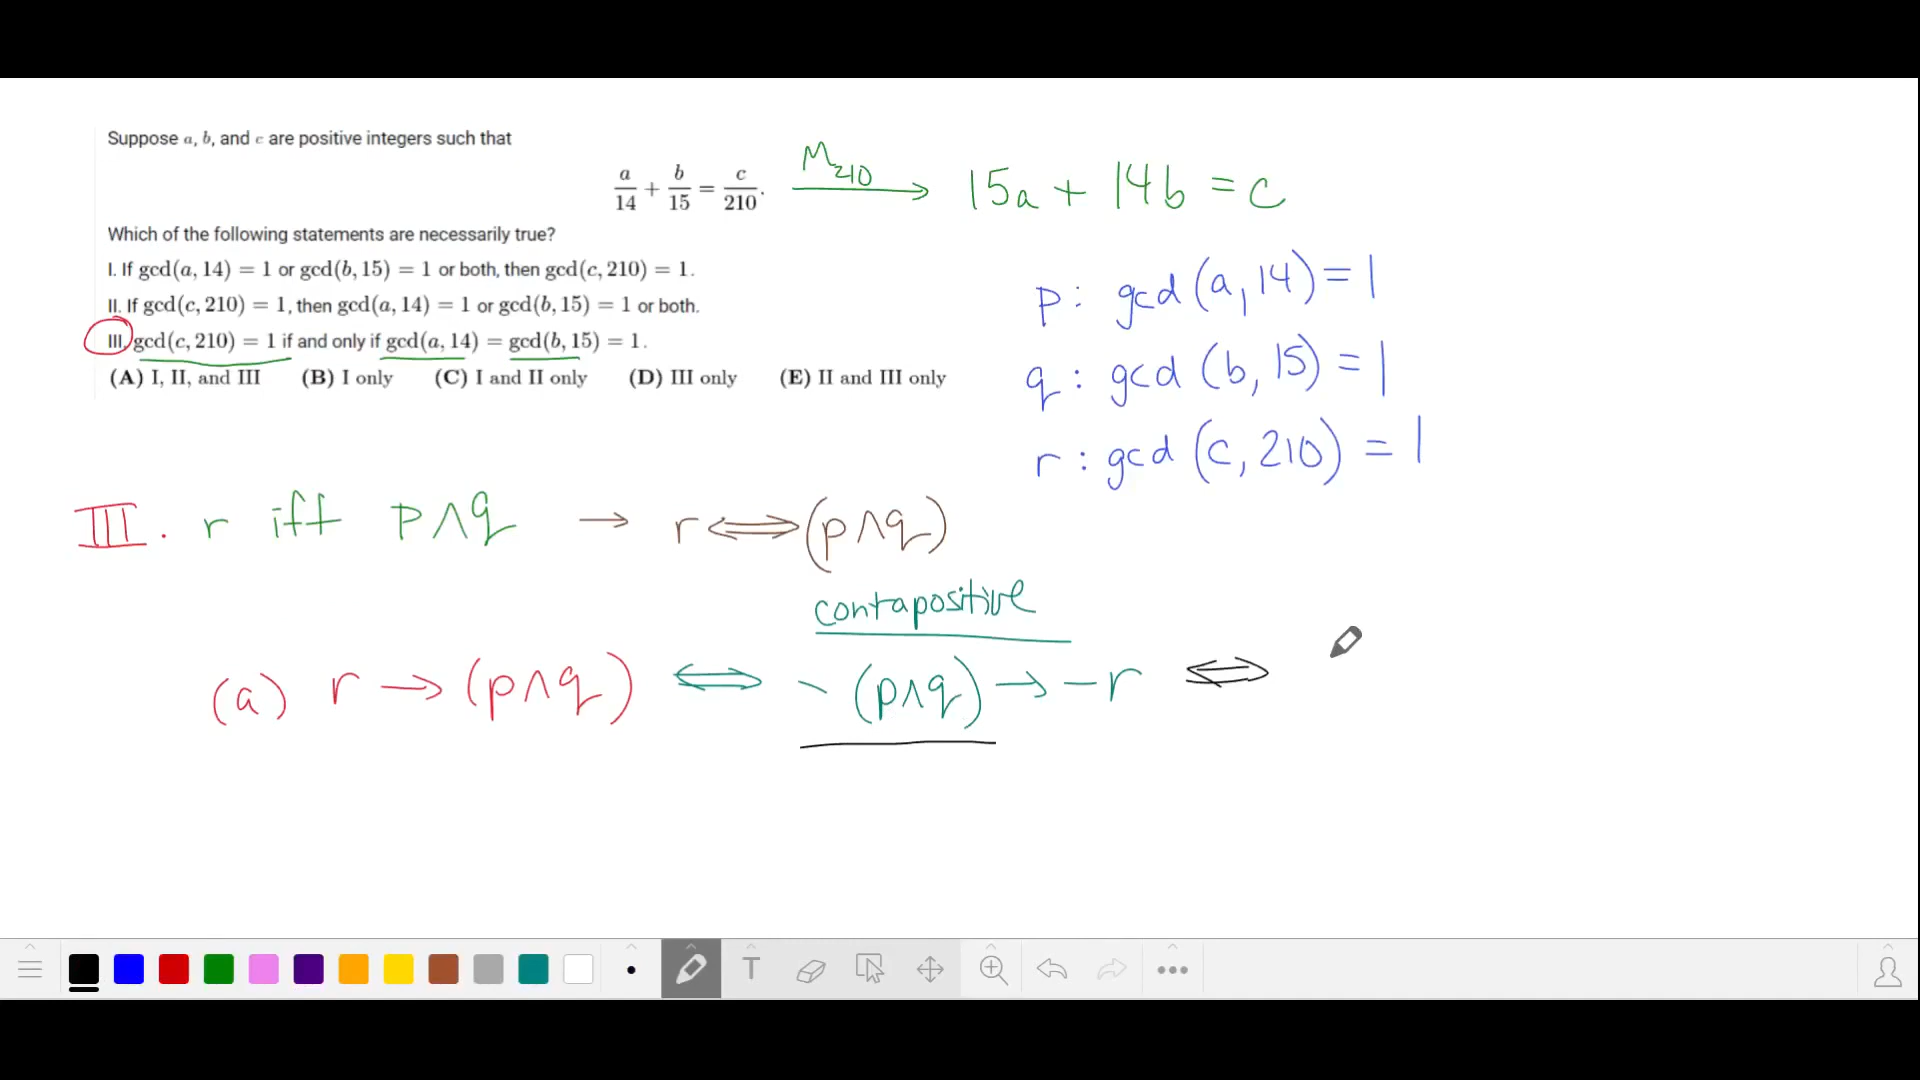 Suppose a, b, and c are positive integers such that
a/14 + b/15 = c/210. M210 → 15a + 14b = c
Which of the following statements are necessarily true?
I. If gcd(a, 14) = 1 or gcd(b, 15) = 1 or both, then gcd(c, 210) = 1.
II. If gcd(c, 210) = 1, then gcd(a, 14) = 1 or gcd(b, 15) = 1 or both.
III. gcd(c, 210) = 1 if and only if gcd(a, 14) = gcd(b, 15) = 1.
(A) I, II, and III (B) I only (C) I and II only (D) III only (E) II and III only
p: gcd(a, 14) = 1
q: gcd(b, 15) = 1
r: gcd(c, 210) = 1
III. r iff p∧q → r ⟺ (p∧q)
contapositive
(a) r → (p∧q) ⟺ ~(p∧q) → -r ⟺
T